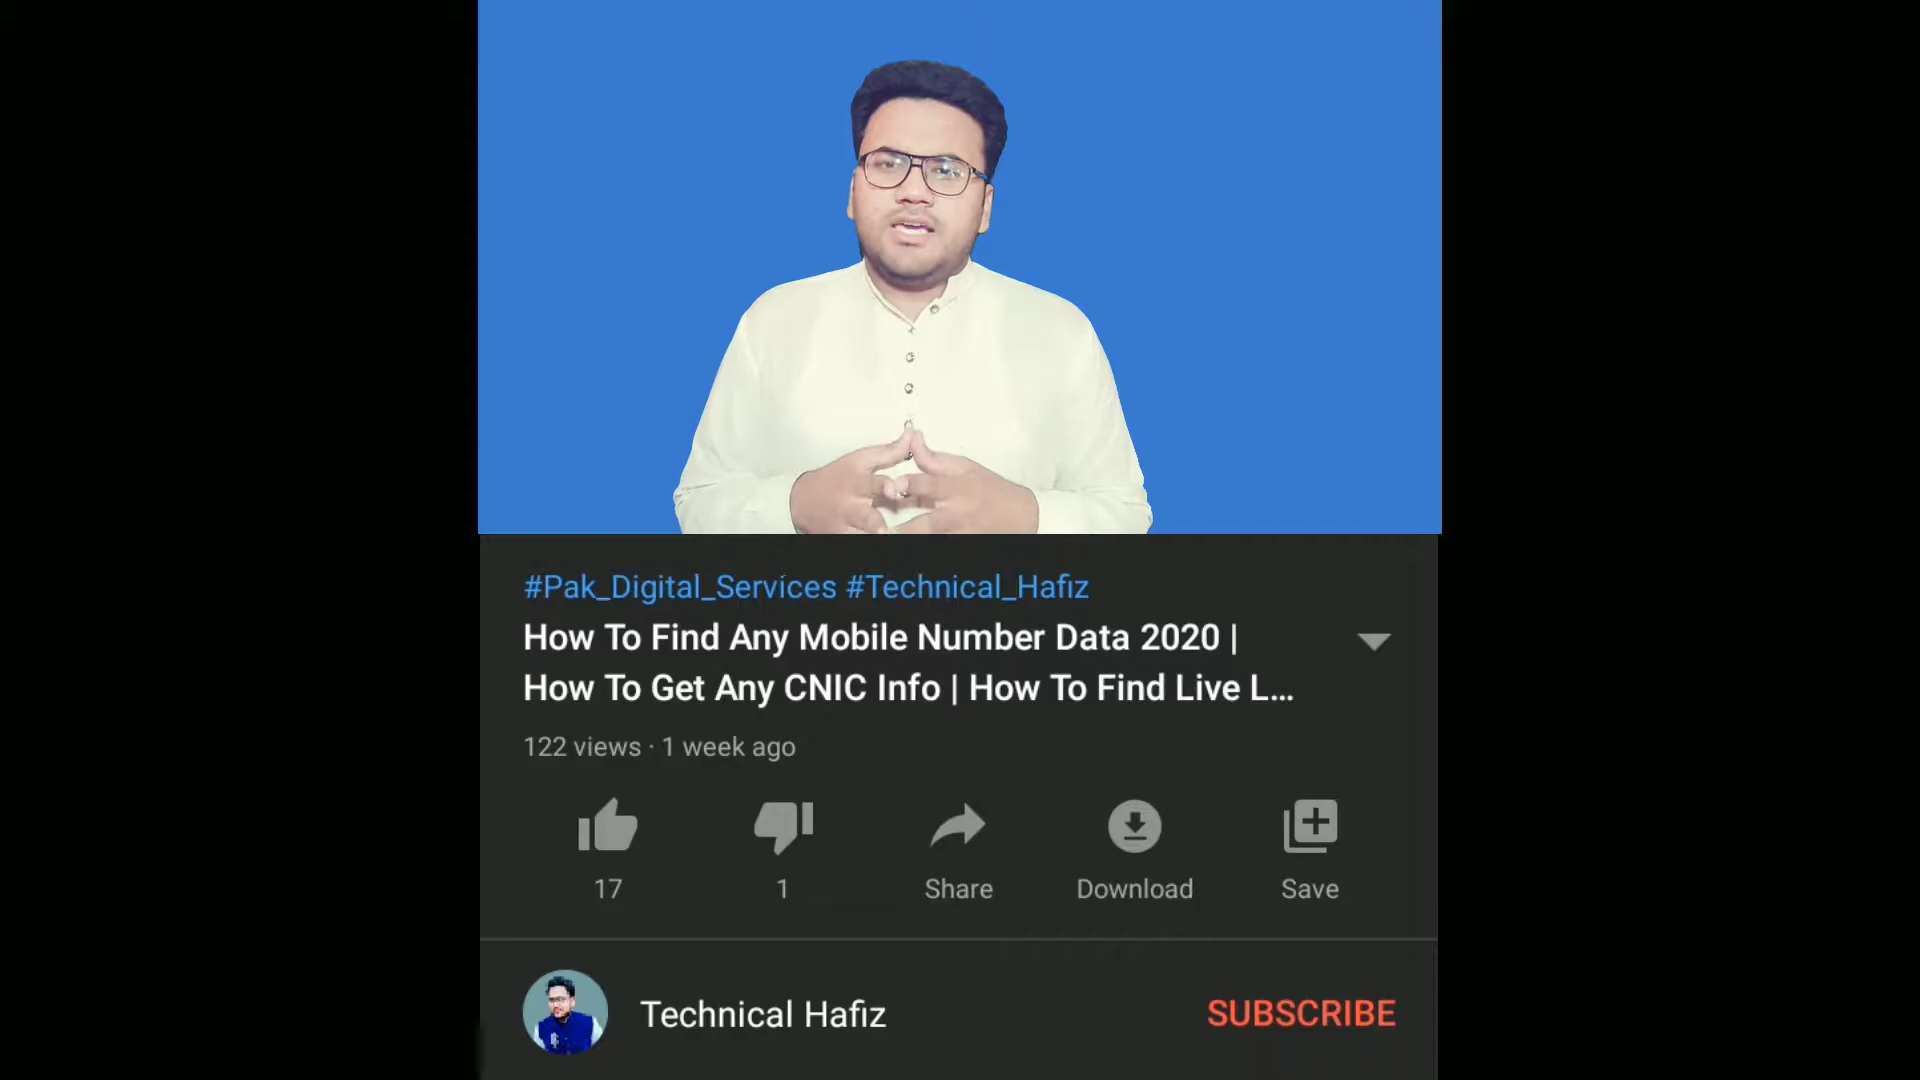 #Pak_Digital_Services #Technical_Hafiz
How To Find Any Mobile Number Data 2020 |
How To Get Any CNIC Info | How To Find Live L...
122 views · 1 week ago
17
1
Share
Download
Save
Technical Hafiz
SUBSCRIBE